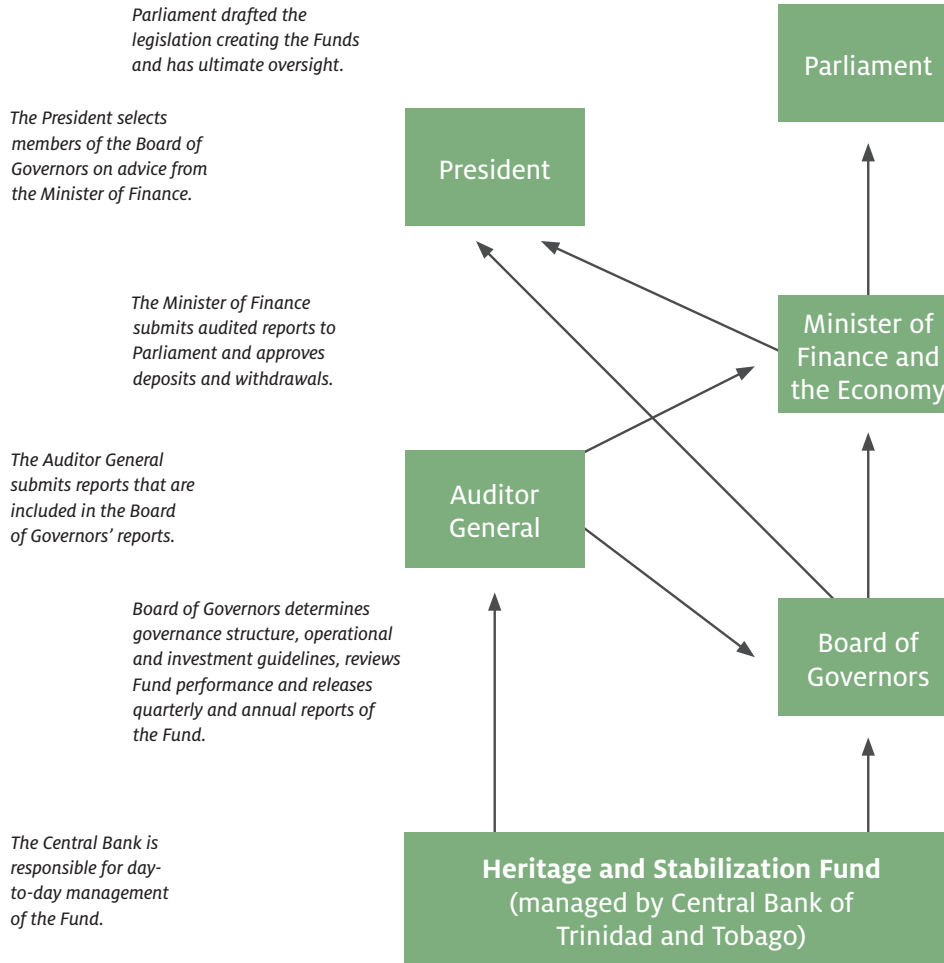 Parliament drafted the
legislation creating the Funds
and has ultimate oversight.
Parliament
The President selects
members of the Board of
Governors on advice from
the Minister of Finance.
President
The Minister of Finance
submits audited reports to
Parliament and approves
deposits and withdrawals.
Minister of
Finance and
the Economy
The Auditor General
submits reports that are
included in the Board
of Governors’ reports.
Auditor
General
Board of Governors determines
governance structure, operational
and investment guidelines, reviews
Fund performance and releases
quarterly and annual reports of
the Fund.
Board of
Governors
The Central Bank is
responsible for day-
to-day management
of the Fund.
Heritage and Stabilization Fund
(managed by Central Bank of
Trinidad and Tobago)